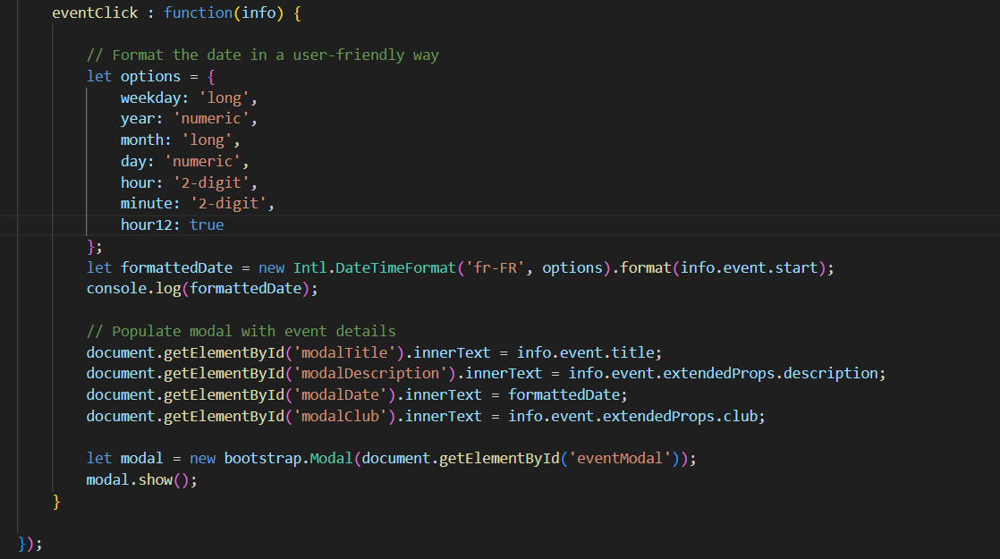 eventClick : function(info) {
// Format the date in a user-friendly way
let options = {
weekday: 'long',
year: 'numeric',
month: 'long',
day: 'numeric',
hour: '2-digit',
minute: '2-digit',
hour12: true
};
let formattedDate = new Intl.DateTimeFormat('fr-FR', options).format(info.event.start);
console.log(formattedDate);
// Populate modal with event details
document.getElementById('modalTitle').innerText = info.event.title;
document.getElementById('modalDescription').innerText = info.event.extendedProps.description;
document.getElementById('modalDate').innerText = formattedDate;
document.getElementById('modalClub').innerText = info.event.extendedProps.club;
let modal = new bootstrap.Modal(document.getElementById('eventModal'));
modal.show();
}
});